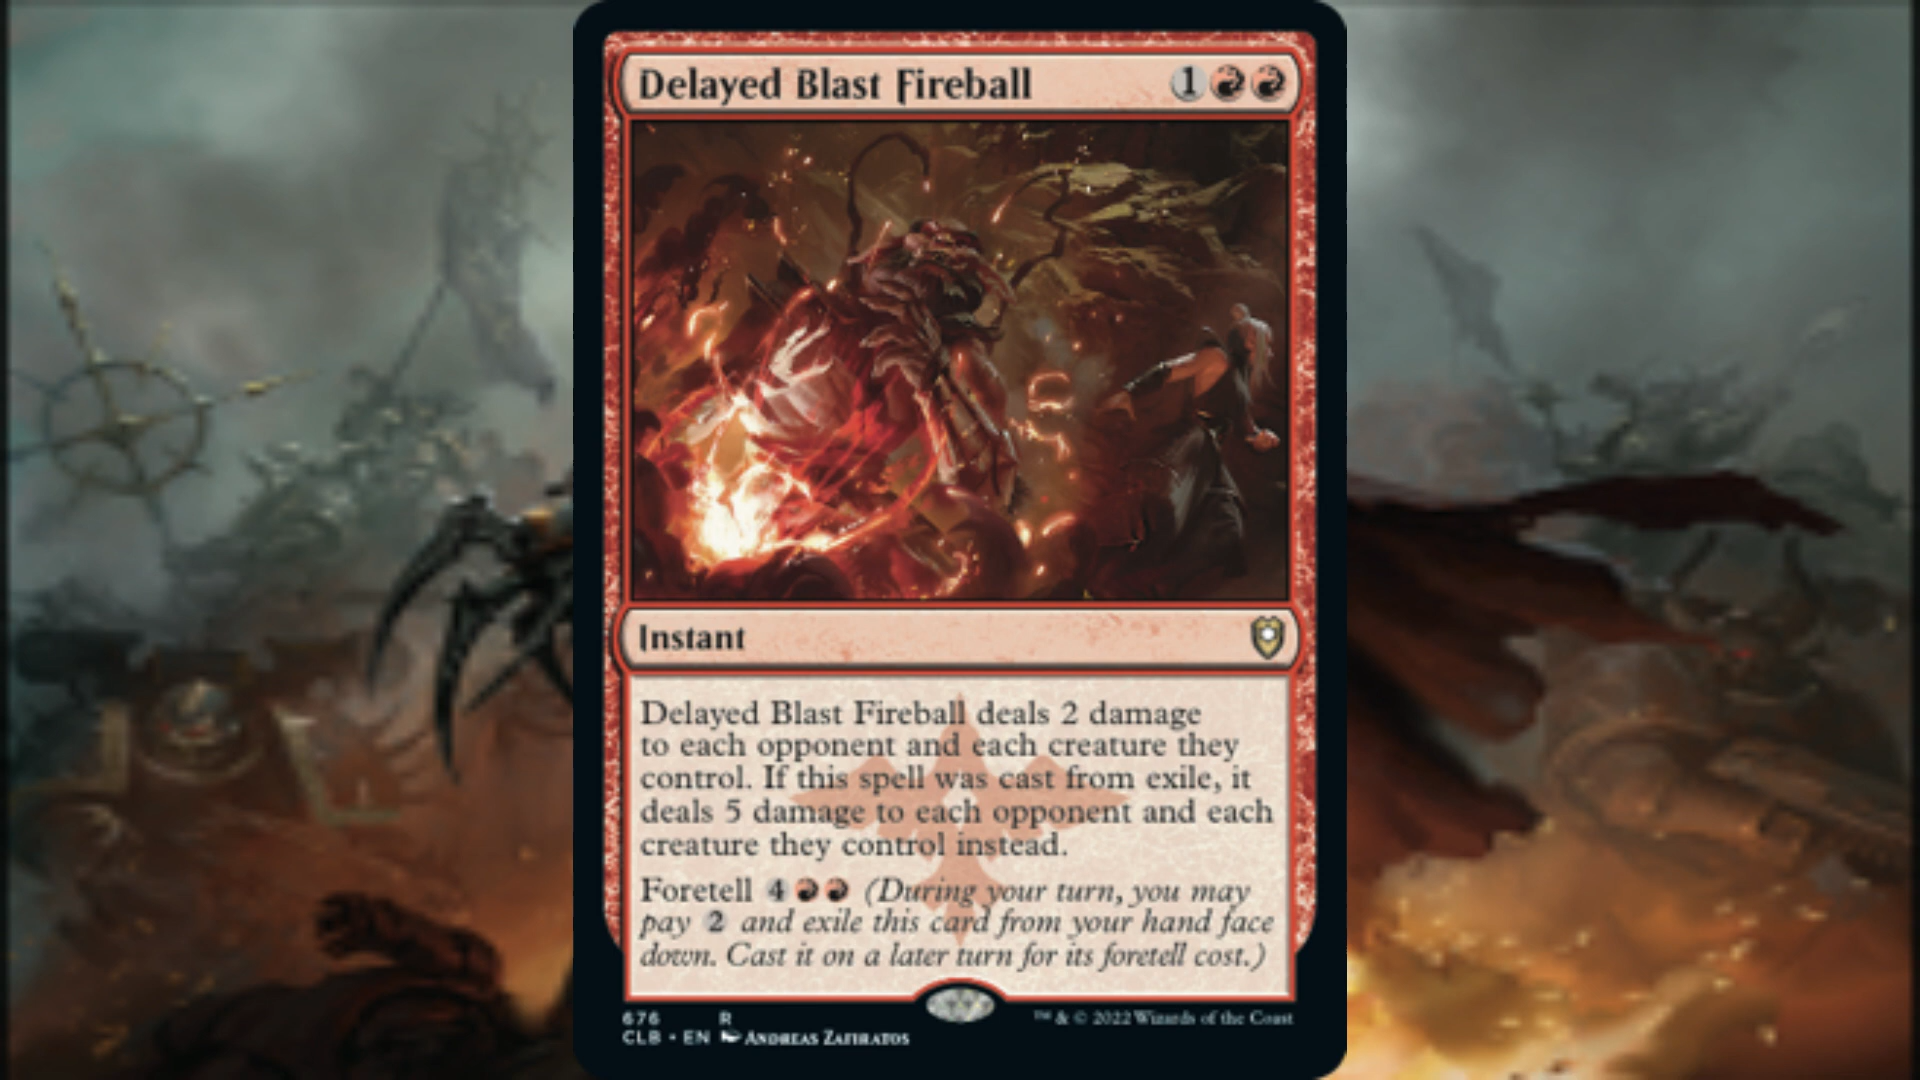 Delayed Blast Fireball 1
Instant
Delayed Blast Fireball deals 2 damage
to each opponent and each creature they
control. If this spell was cast from exile, it
deals 5 damage to each opponent and each
creature they control instead.
Foretell 4 (During your turn, you may
pay 2 and exile this card from your hand face
down. Cast it on a later turn for its foretell cost.)
676 R
CLB • EN Andreas Zafiratos
™ & © 2022 Wizards of the Coast